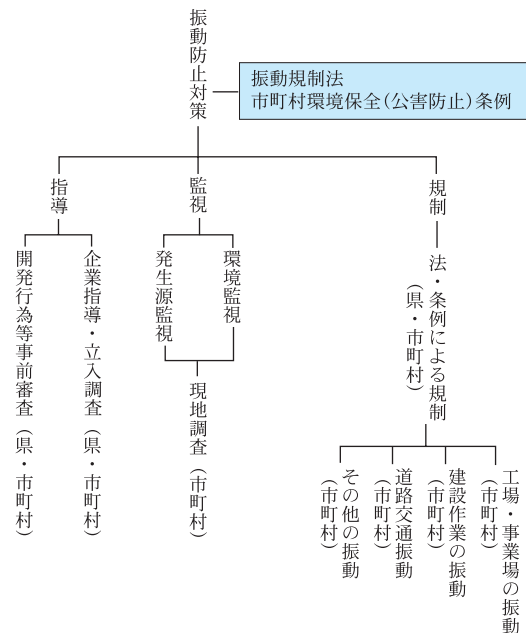 振動防止対策
振動規制法
市町村環境保全（公害防止）条例
規制
法・条例による規制
（県・市町村）
工場・事業場の振動
（市町村）
建設作業の振動
（市町村）
道路交通振動
（市町村）
その他の振動
（市町村）
監視
環境監視
発生源監視
現地調査（市町村）
指導
企業指導・立入調査（県・市町村）
開発行為等事前審査（県・市町村）